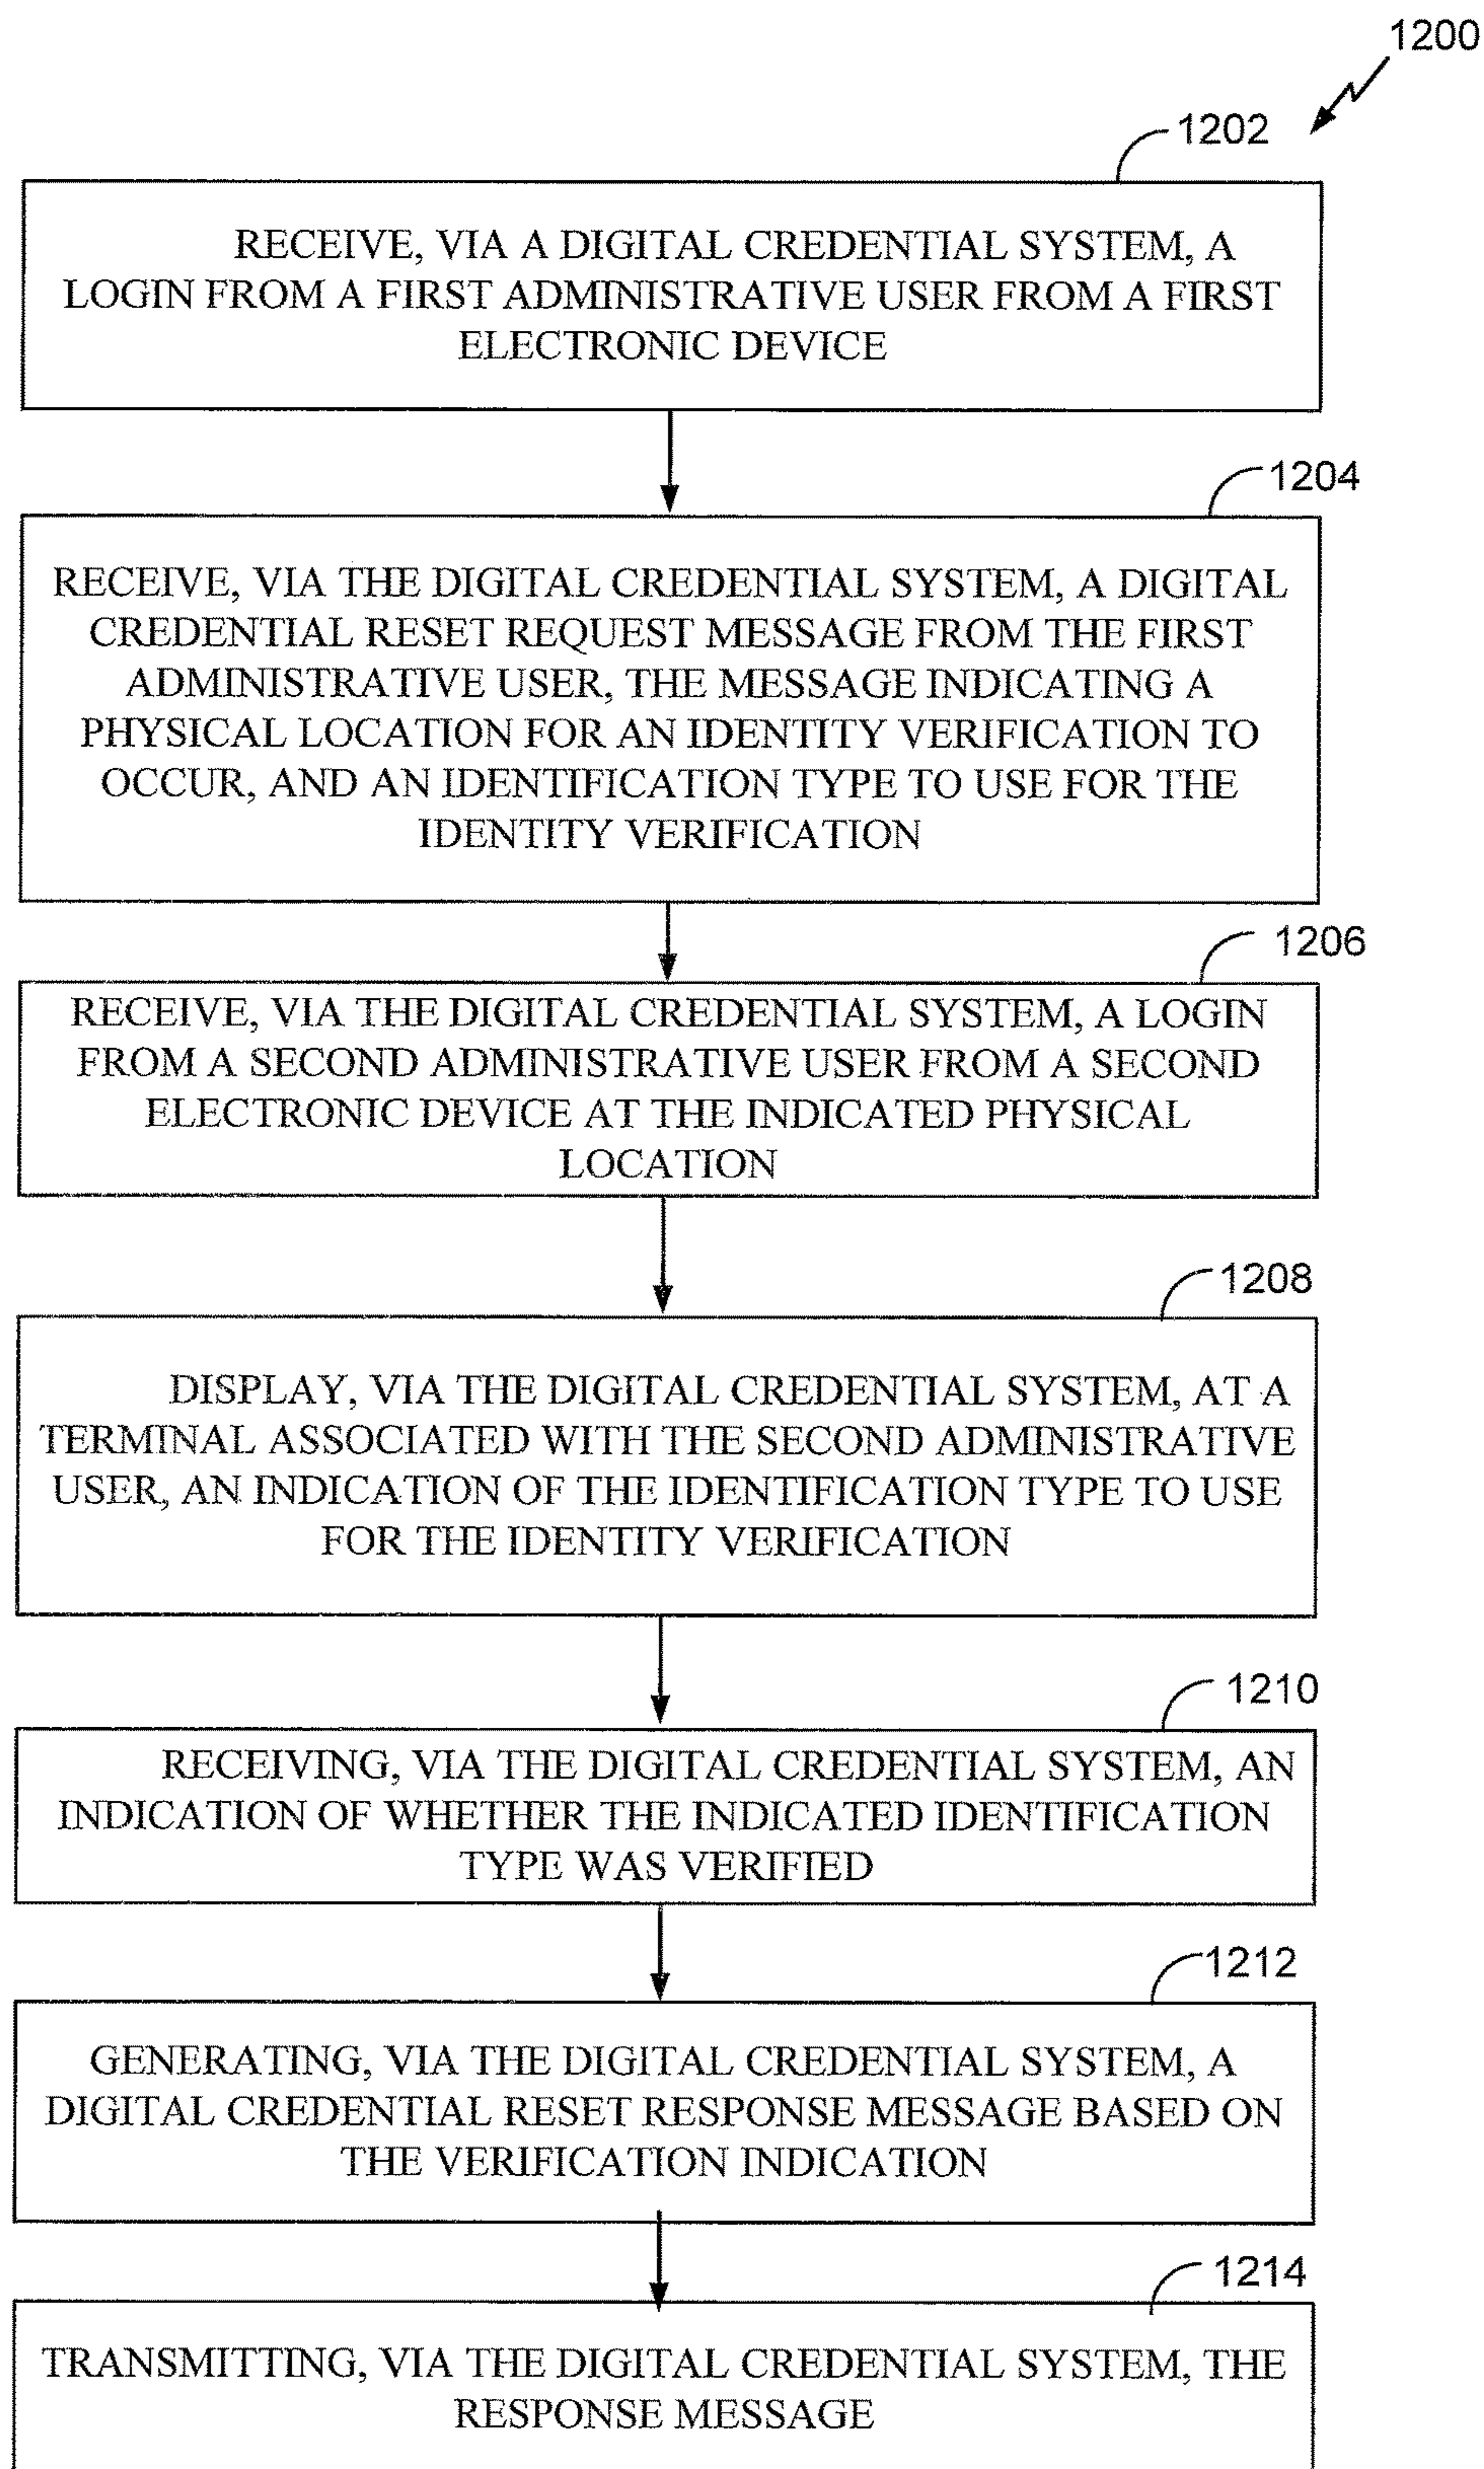 1200
1202
RECEIVE, VIA A DIGITAL CREDENTIAL SYSTEM, A
LOGIN FROM A FIRST ADMINISTRATIVE USER FROM A FIRST
ELECTRONIC DEVICE
1204
RECEIVE, VIA THE DIGITAL CREDENTIAL SYSTEM, A DIGITAL
CREDENTIAL RESET REQUEST MESSAGE FROM THE FIRST
ADMINISTRATIVE USER, THE MESSAGE INDICATING A
PHYSICAL LOCATION FOR AN IDENTITY VERIFICATION TO
OCCUR, AND AN IDENTIFICATION TYPE TO USE FOR THE
IDENTITY VERIFICATION
1206
RECEIVE, VIA THE DIGITAL CREDENTIAL SYSTEM, A LOGIN
FROM A SECOND ADMINISTRATIVE USER FROM A SECOND
ELECTRONIC DEVICE AT THE INDICATED PHYSICAL
LOCATION
1208
DISPLAY, VIA THE DIGITAL CREDENTIAL SYSTEM, AT A
TERMINAL ASSOCIATED WITH THE SECOND ADMINISTRATIVE
USER, AN INDICATION OF THE IDENTIFICATION TYPE TO USE
FOR THE IDENTITY VERIFICATION
1210
RECEIVING, VIA THE DIGITAL CREDENTIAL SYSTEM, AN
INDICATION OF WHETHER THE INDICATED IDENTIFICATION
TYPE WAS VERIFIED
1212
GENERATING, VIA THE DIGITAL CREDENTIAL SYSTEM, A
DIGITAL CREDENTIAL RESET RESPONSE MESSAGE BASED ON
THE VERIFICATION INDICATION
1214
TRANSMITTING, VIA THE DIGITAL CREDENTIAL SYSTEM, THE
RESPONSE MESSAGE